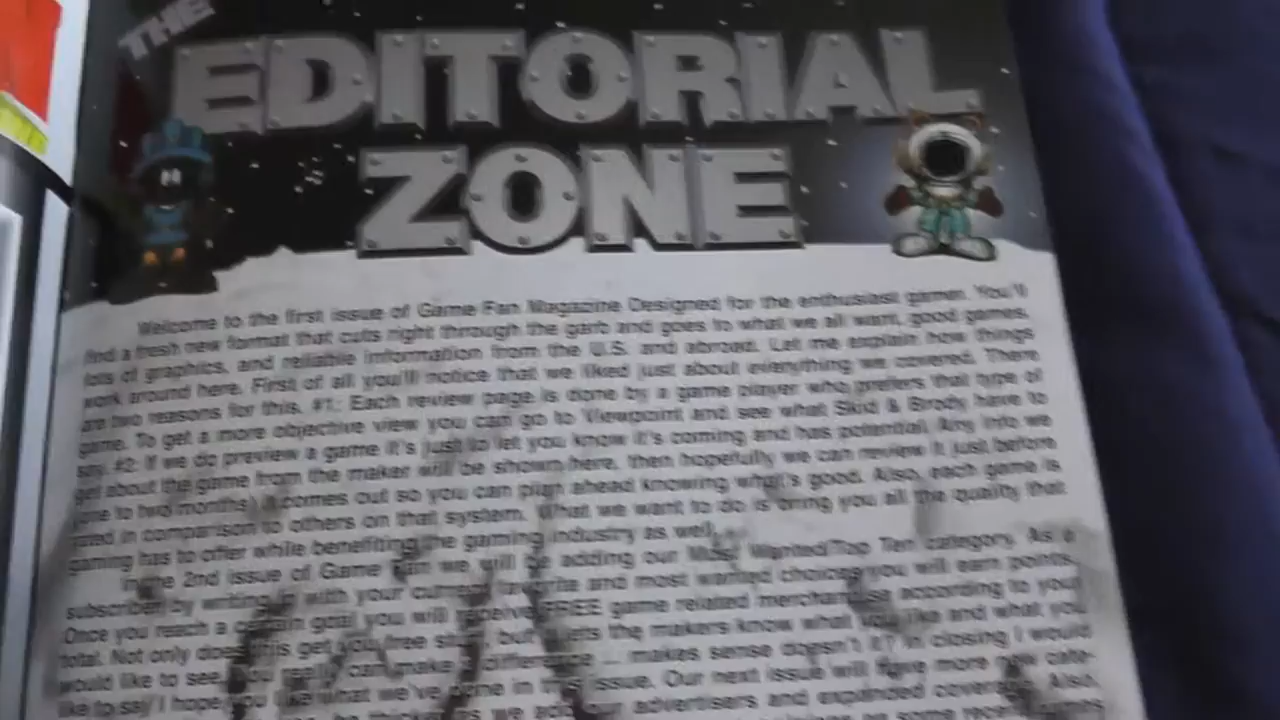 THE
EDITORIAL
ZONE
Welcome to the first issue of Game Fan Magazine Designed for the enthusiast gamer. You'll
find a fresh new format that cuts right through the garb and goes to what we all want, good games,
lots of graphics, and reliable information from the U.S. and abroad. Let me explain how things
work around here. First of all you'll notice that we liked just about everything we covered. There
are two reasons for this. #1: Each review page is done by a game player who prefers that type of
game. To get a more objective view you can go to Viewpoint and see what Skid & Brody have to
say. #2: If we do preview a game it's just to let you know it's coming and has potential. Any info we
get about the game from the maker will be shown here, then hopefully we can review it just before
(one to two months) comes out so you can plan ahead knowing what's good. Also, each game is
rated in comparison to others on that system. What we want to do is bring you all the quality that
gaming has to offer while benefiting the gaming industry as well.
In the 2nd issue of Game Fan we will be adding our Most Wanted/Top Ten category. As a
subscriber by writing with your current favorite and most wanted choices you will earn points.
Once you reach a certain goal you will receive FREE game related merchandise according to your
total. Not only does this get you free stuff, but lets the makers know what you like and what you
would like to see. You really can make a difference ... makes sense doesn't it? In closing I would
like to say I hope you like what we've done in this issue. Our next issue will have more
be thicker as we add our advertisers and expanded coverage. Also,
on some